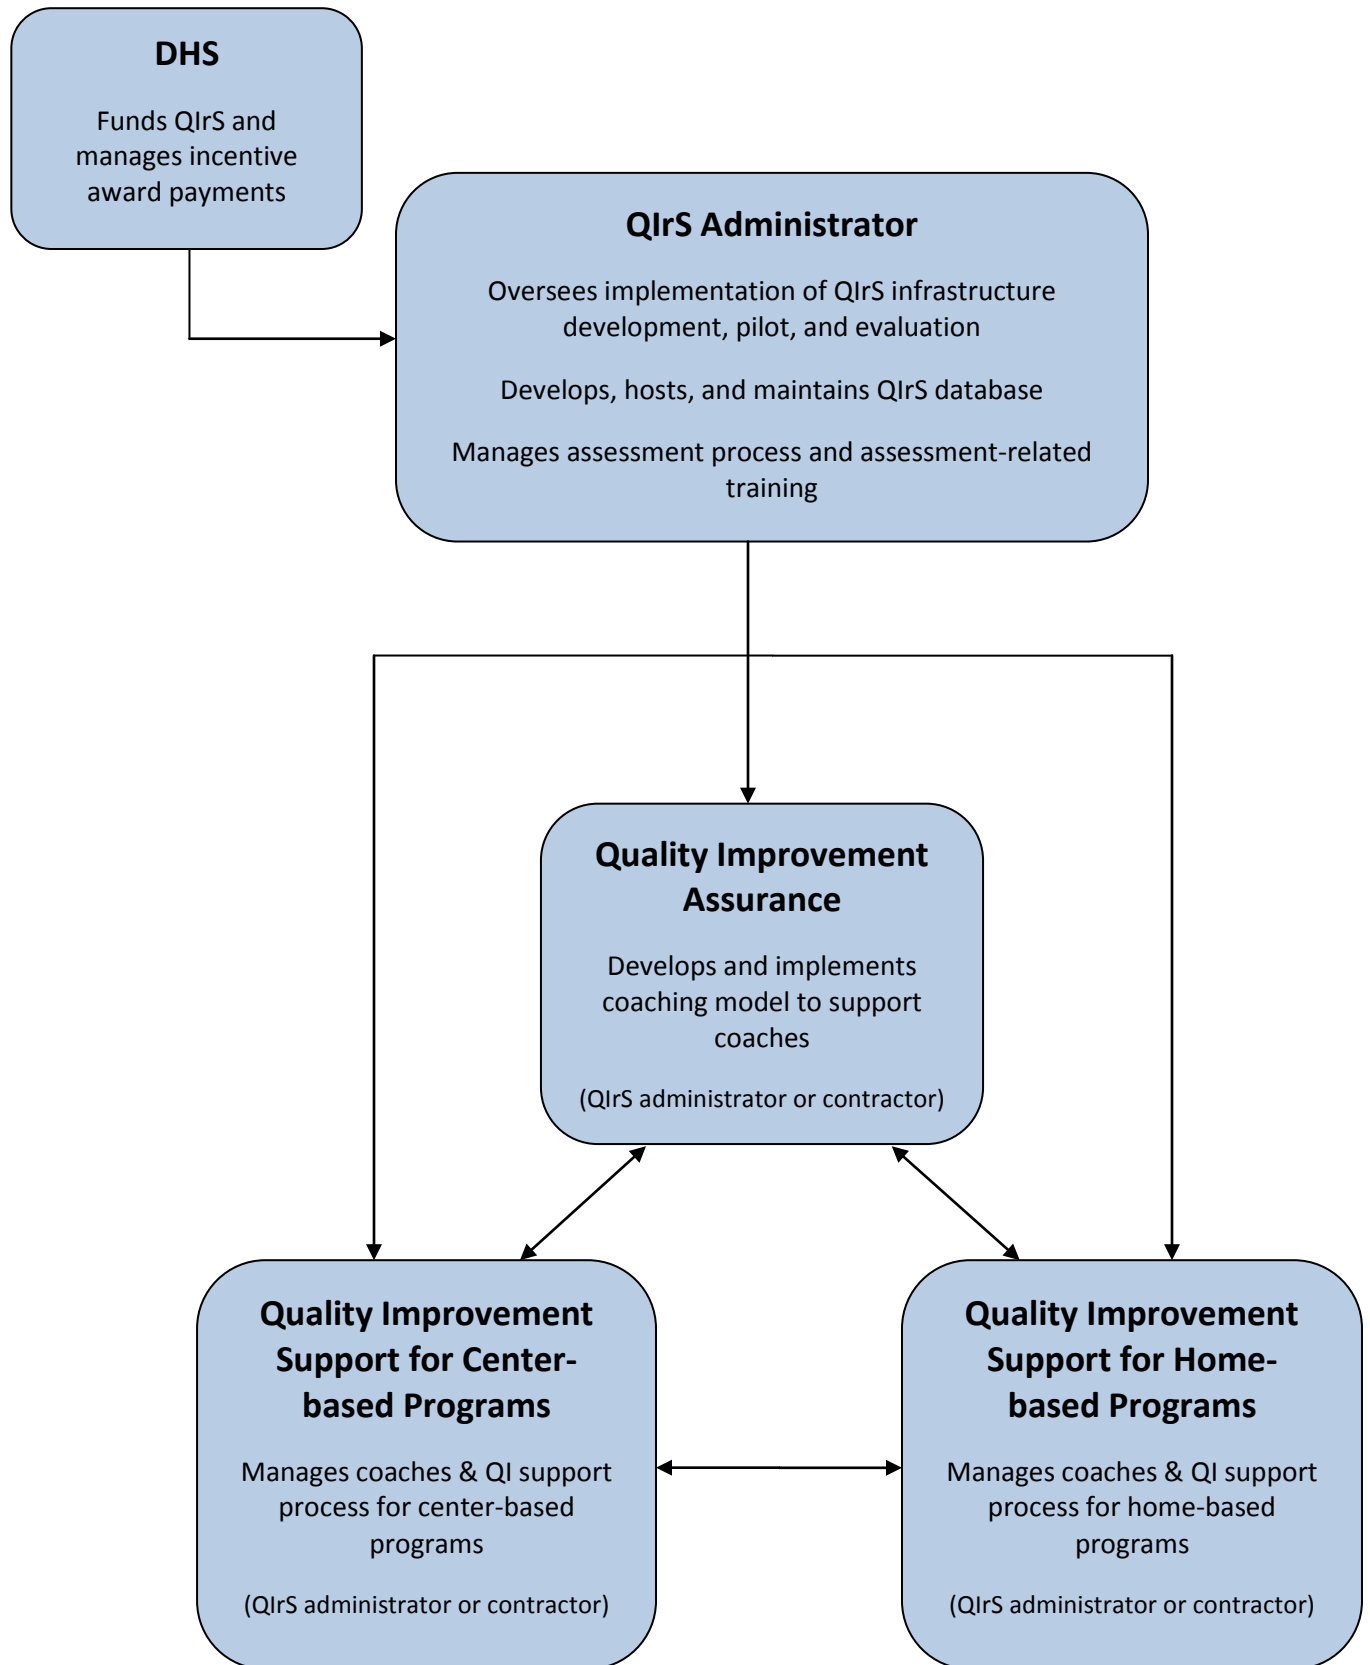 DHS
Funds QIrS and
manages incentive
award payments
QIrS Administrator
Oversees implementation of QIrS infrastructure
development, pilot, and evaluation
Develops, hosts, and maintains QIrS database
Manages assessment process and assessment-related
training
Quality Improvement
Assurance
Develops and implements
coaching model to support
coaches
(QIrS administrator or contractor)
Quality Improvement
Support for Center-
based Programs
Manages coaches & QI support
process for center-based
programs
(QIrS administrator or contractor)
Quality Improvement
Support for Home-
based Programs
Manages coaches & QI support
process for home-based
programs
(QIrS administrator or contractor)